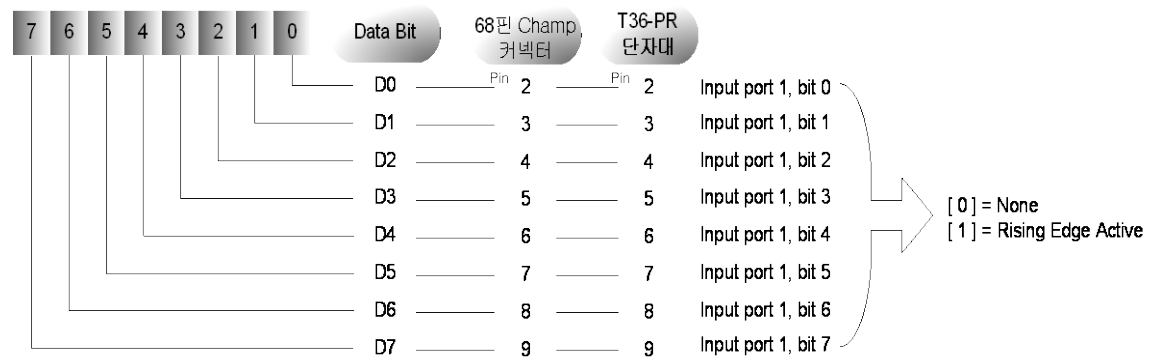 7 6 5 4 3 2 1 0 Data Bit 68핀 Champ 커넥터 T36-PR 단자대
D0 Pin 2 Pin 2 Input port 1, bit 0
D1 3 3 Input port 1, bit 1
D2 4 4 Input port 1, bit 2
D3 5 5 Input port 1, bit 3
[ 0 ] = None
D4 6 6 Input port 1, bit 4
[ 1 ] = Rising Edge Active
D5 7 7 Input port 1, bit 5
D6 8 8 Input port 1, bit 6
D7 9 9 Input port 1, bit 7